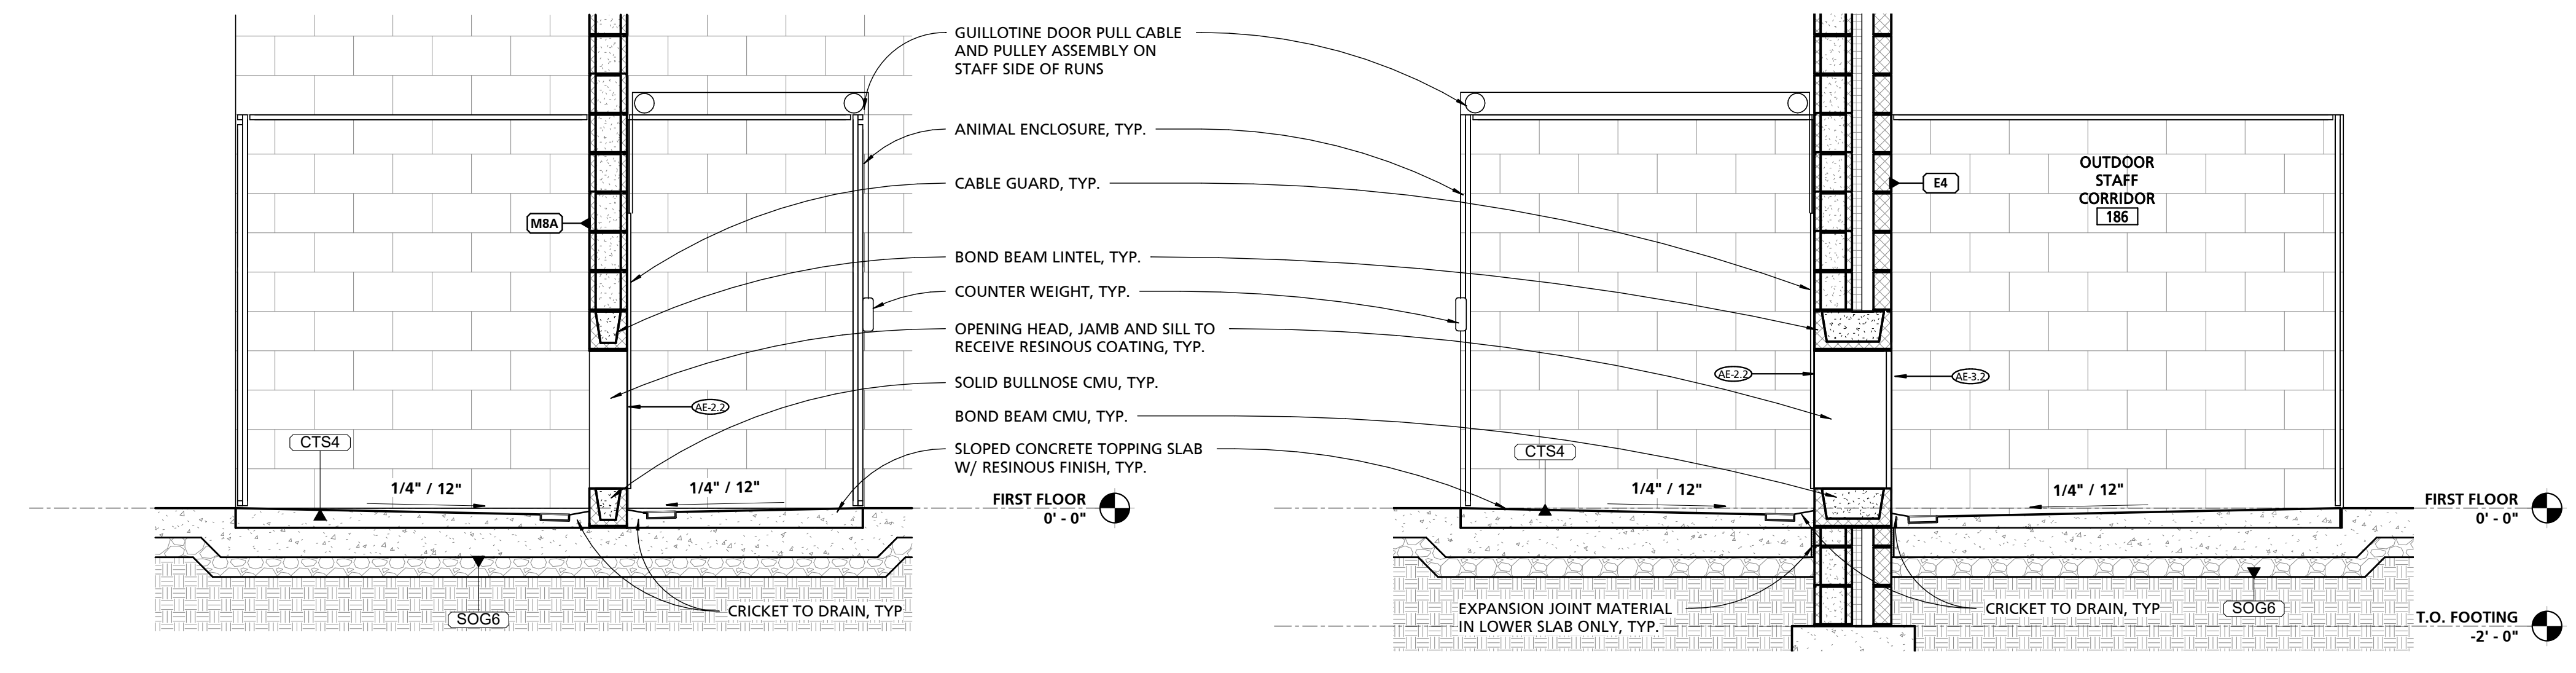 GUILLOTINE DOOR PULL CABLE
AND PULLEY ASSEMBLY ON
STAFF SIDE OF RUNS
ANIMAL ENCLOSURE, TYP.
CABLE GUARD, TYP.
BOND BEAM LINTEL, TYP.
COUNTER WEIGHT, TYP.
OPENING HEAD, JAMB AND SILL TO
RECEIVE RESINOUS COATING, TYP.
SOLID BULLNOSE CMU, TYP.
BOND BEAM CMU, TYP.
SLOPED CONCRETE TOPPING SLAB
W/ RESINOUS FINISH, TYP.
M8A
AE-2.2
CTS4
1/4" / 12"
1/4" / 12"
FIRST FLOOR
0' - 0"
SOG6
CRICKET TO DRAIN, TYP
OUTDOOR
STAFF
CORRIDOR
186
E4
AE-2.2
AE-3.2
CTS4
1/4" / 12"
1/4" / 12"
FIRST FLOOR
0' - 0"
EXPANSION JOINT MATERIAL
IN LOWER SLAB ONLY, TYP.
CRICKET TO DRAIN, TYP
SOG6
T.O. FOOTING
-2' - 0"